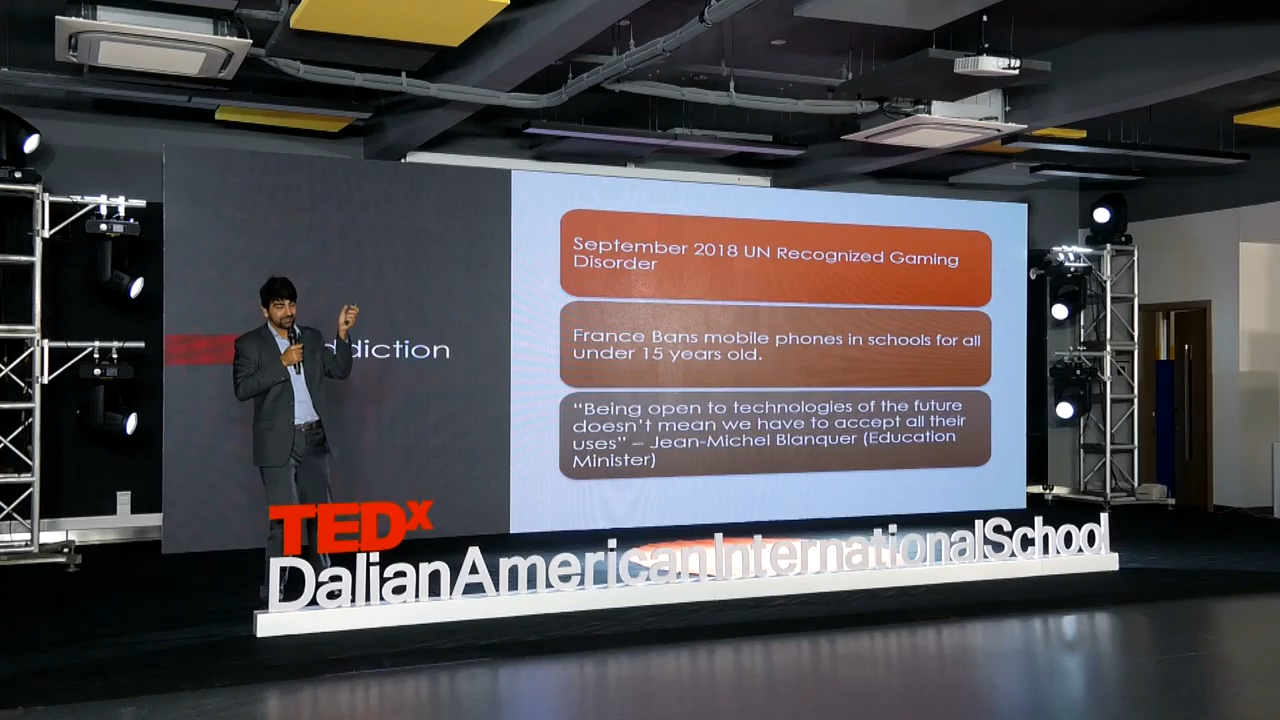 September 2018 UN Recognized Gaming
Disorder
France Bans mobile phones in schools for all
under 15 years old.
“Being open to technologies of the future
doesn’t mean we have to accept all their
uses” – Jean-Michel Blanquer (Education
Minister)
TEDx
DalianAmericanInternationalSchool